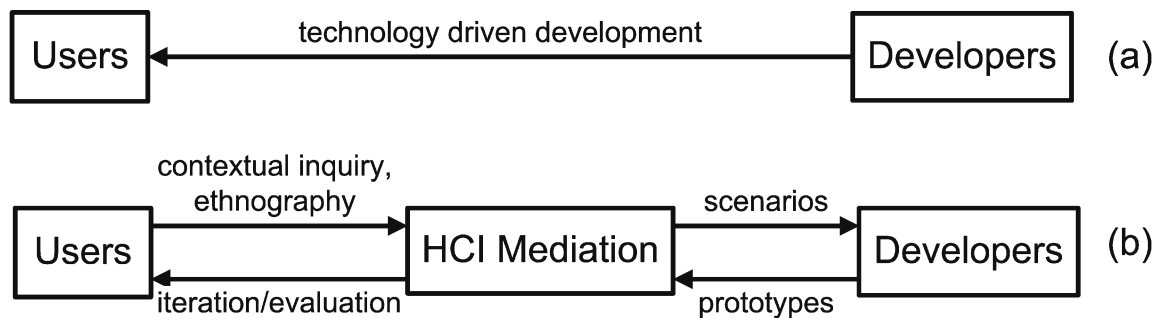 technology driven development
Users
Developers
(a)
contextual inquiry,
ethnography
scenarios
Users
HCI Mediation
Developers
(b)
iteration/evaluation
prototypes